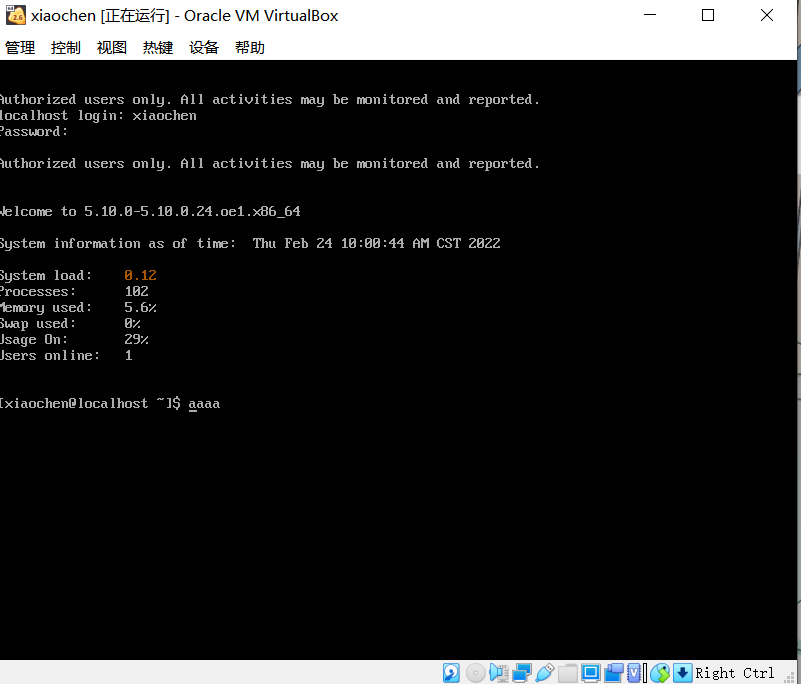 xiaochen [正在运行] - Oracle VM VirtualBox
管理 控制 视图 热键 设备 帮助
Authorized users only. All activities may be monitored and reported.
localhost login: xiaochen
Password:
Authorized users only. All activities may be monitored and reported.
Welcome to 5.10.0-5.10.0.24.oe1.x86_64
System information as of time:  Thu Feb 24 10:00:44 AM CST 2022
System load:    0.12
Processes:      102
Memory used:    5.6%
Swap used:      0%
Usage On:       29%
Users online:   1
[xiaochen@localhost ~]$ aaaa
Right Ctrl